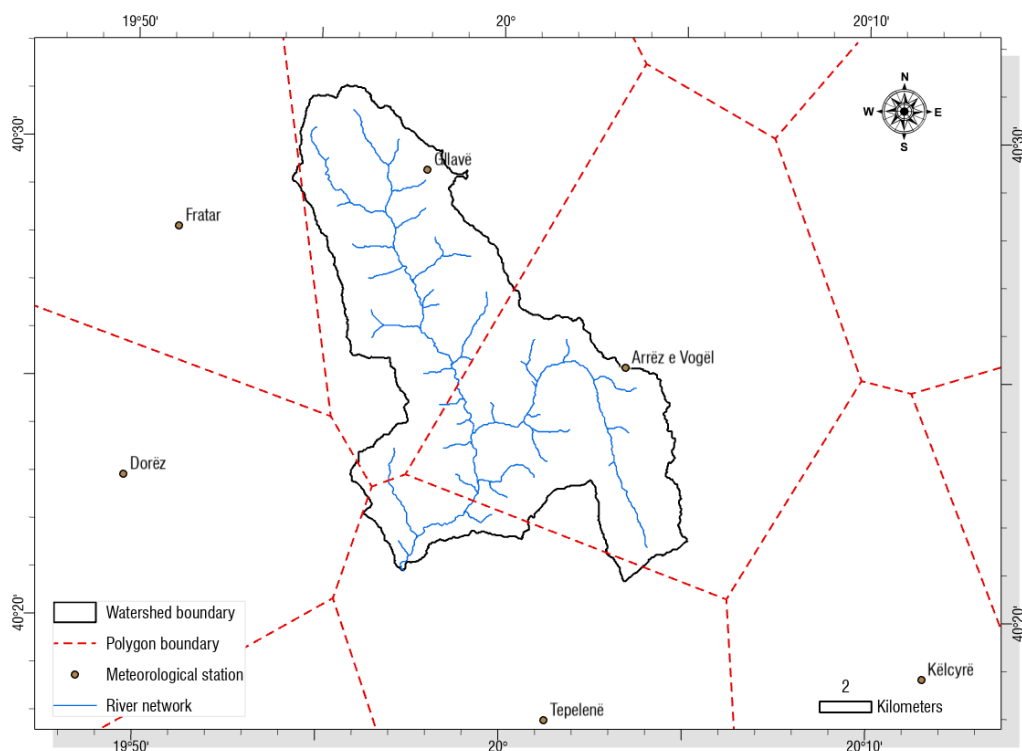 19°50'
20°
20°10'
N
W
E
S
40°30'
40°30'
Gllavë
Fratar
Arrëz e Vogël
Dorëz
40°20'
40°20'
Watershed boundary
Polygon boundary
Meteorological station
River network
Këlcyrë
2
Kilometers
Tepelenë
19°50'
20°
20°10'